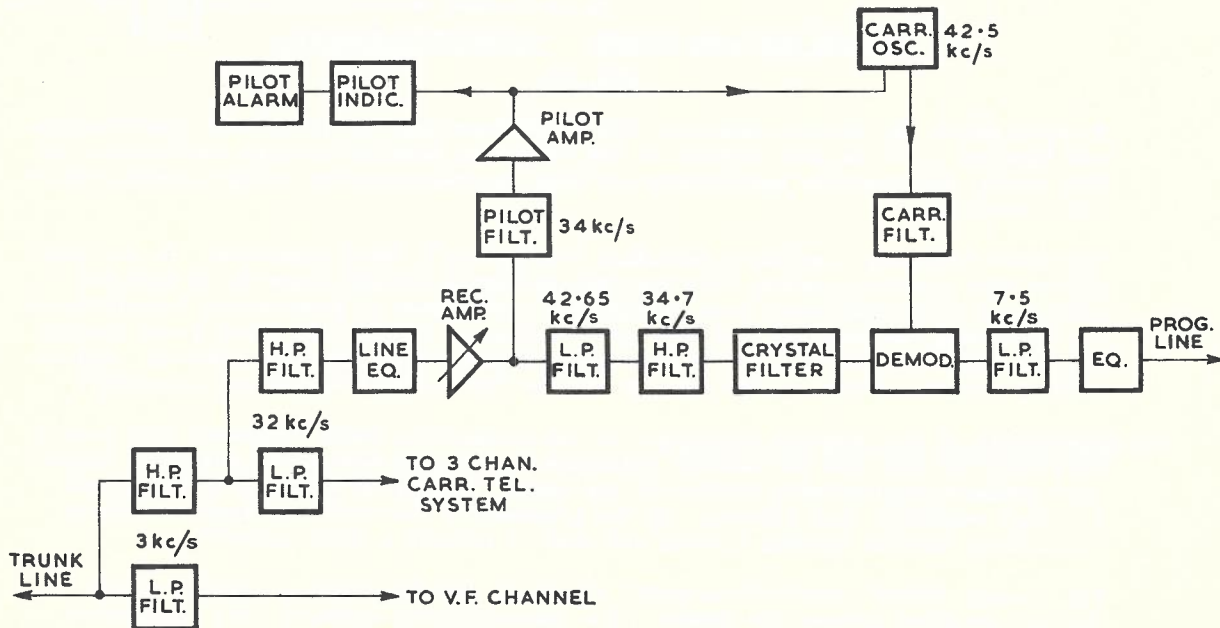 CARR.
OSC.
42·5
kc/s
PILOT
ALARM
PILOT
INDIC.
PILOT
AMP.
PILOT
FILT.
34 kc/s
CARR.
FILT.
REC.
AMP.
42·65
kc/s
34·7
kc/s
7·5
kc/s
PROG.
LINE
H.P.
FILT.
LINE
EQ.
L.P.
FILT.
H.P.
FILT.
CRYSTAL
FILTER
DEMOD.
L.P.
FILT.
EQ.
32 kc/s
H.P.
FILT.
L.P.
FILT.
TO 3 CHAN.
CARR. TEL.
SYSTEM
3 kc/s
TRUNK
LINE
L.P.
FILT.
TO V.F. CHANNEL